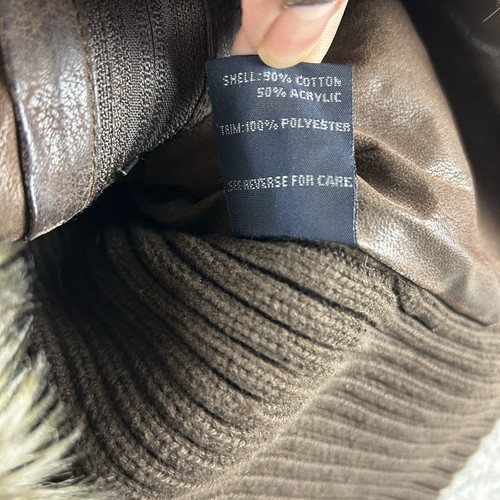 SHELL:50% COTTON
50% ACRYLIC
TRIM:100% POLYESTER
SEE REVERSE FOR CARE